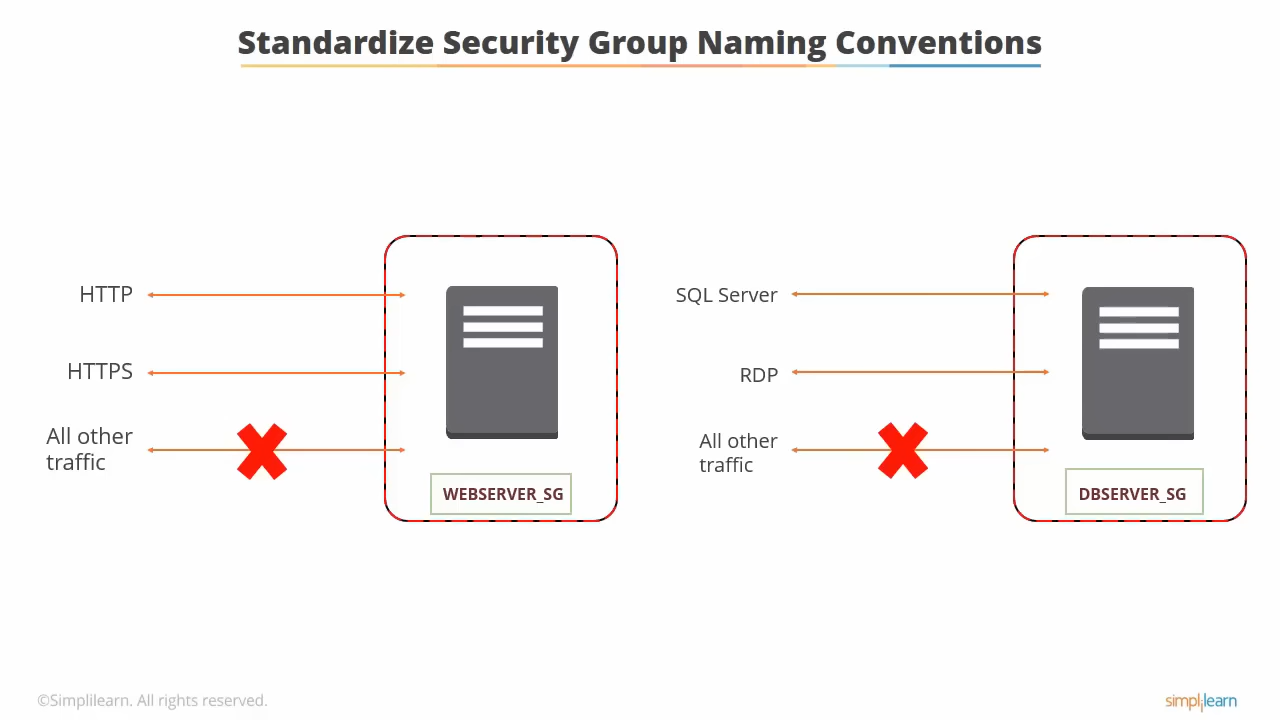 Standardize Security Group Naming Conventions
HTTP
HTTPS
All other
traffic
WEBSERVER_SG
SQL Server
RDP
All other
traffic
DBSERVER_SG
©Simplilearn. All rights reserved.
simplilearn